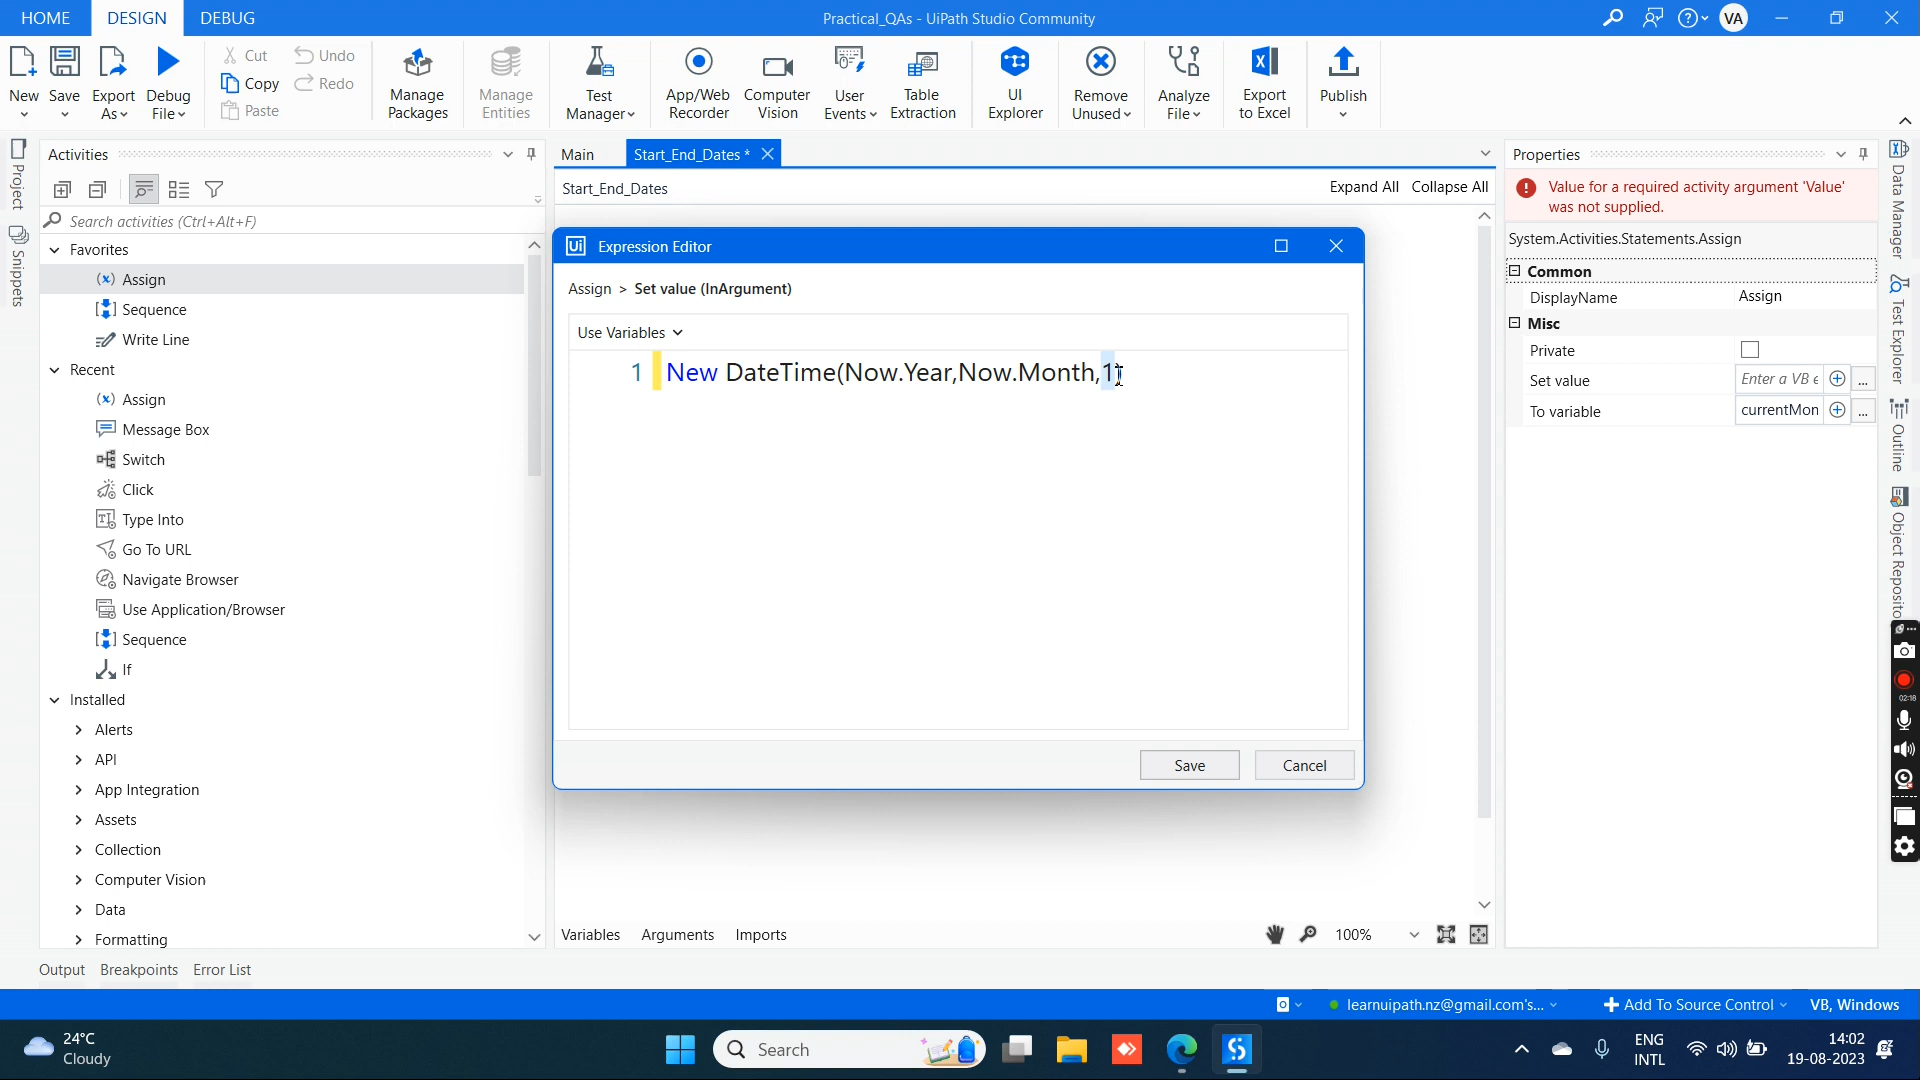 HOME
DESIGN
DEBUG
Practical_QAs - UiPath Studio Community
VA
New
Save
Export As
Debug File
Cut
Copy
Paste
Undo
Redo
Manage Packages
Manage Entities
Test Manager
App/Web Recorder
Computer Vision
User Events
Table Extraction
UI Explorer
Remove Unused
Analyze File
Export to Excel
Publish
Project
Snippets
Activities
Search activities (Ctrl+Alt+F)
Favorites
Assign
Sequence
Write Line
Recent
Assign
Message Box
Switch
Click
Type Into
Go To URL
Navigate Browser
Use Application/Browser
Sequence
If
Installed
Alerts
API
App Integration
Assets
Collection
Computer Vision
Data
Formatting
Main
Start_End_Dates *
Start_End_Dates
Expand All
Collapse All
Ui Expression Editor
Assign > Set value (InArgument)
Use Variables
1 New DateTime(Now.Year,Now.Month,1)
Save
Cancel
Variables
Arguments
Imports
100%
Properties
Value for a required activity argument 'Value'
was not supplied.
System.Activities.Statements.Assign
Common
DisplayName
Assign
Misc
Private
Set value
Enter a VB e
...
To variable
currentMon
...
Data Manager
Test Explorer
Outline
Object Reposito
02:18
Output
Breakpoints
Error List
learnuipath.nz@gmail.com's...
Add To Source Control
VB, Windows
24°C
Cloudy
Search
ENG
INTL
14:02
19-08-2023